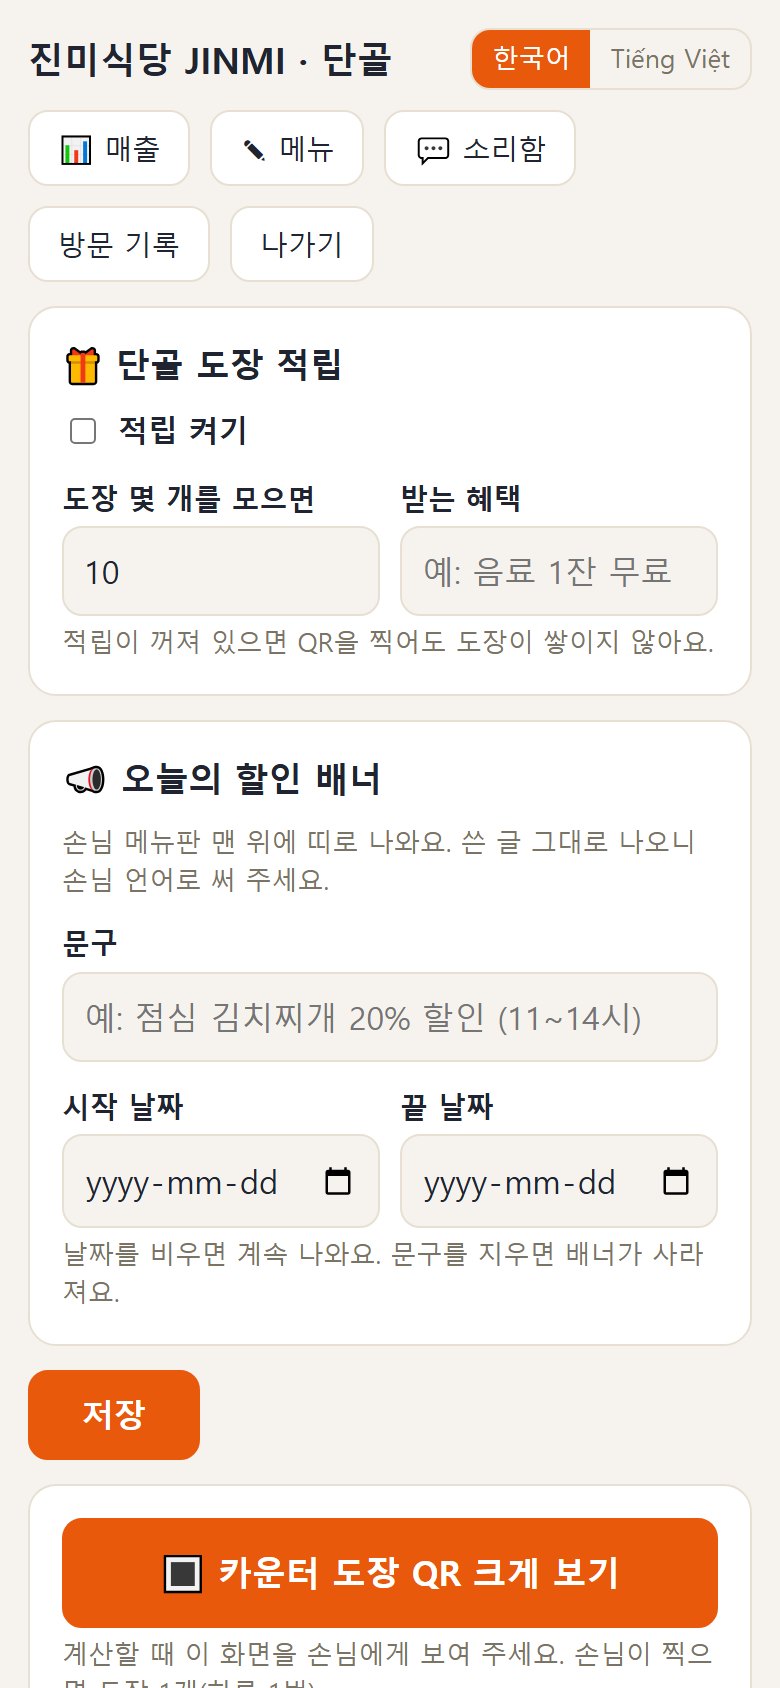 진미식당 JINMI · 단골
한국어
Tiếng Việt
매출
메뉴
소리함
방문 기록
나가기
단골 도장 적립
적립 켜기
도장 몇 개를 모으면
받는 혜택
10
예: 음료 1잔 무료
적립이 꺼져 있으면 QR을 찍어도 도장이 쌓이지 않아요.
오늘의 할인 배너
손님 메뉴판 맨 위에 띠로 나와요. 쓴 글 그대로 나오니
손님 언어로 써 주세요.
문구
예: 점심 김치찌개 20% 할인 (11~14시)
시작 날짜
끝 날짜
yyyy-mm-dd
yyyy-mm-dd
날짜를 비우면 계속 나와요. 문구를 지우면 배너가 사라
져요.
저장
카운터 도장 QR 크게 보기
계산할 때 이 화면을 손님에게 보여 주세요. 손님이 찍으
면 도장 1개(하루 1번)